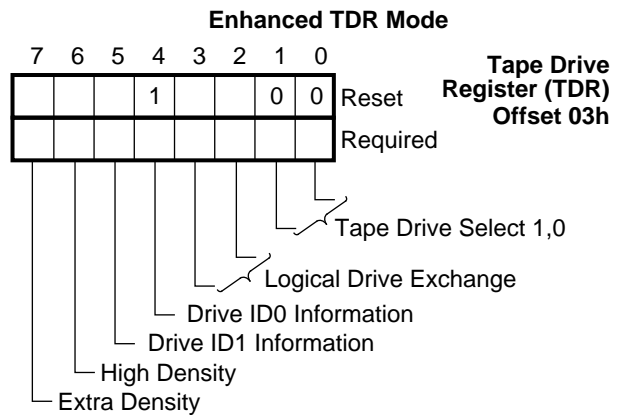 Enhanced TDR Mode
7 6 5 4 3 2 1 0
Tape Drive
Register (TDR)
Offset 03h
1 0 0 Reset
Required
Tape Drive Select 1,0
Logical Drive Exchange
Drive ID0 Information
Drive ID1 Information
High Density
Extra Density